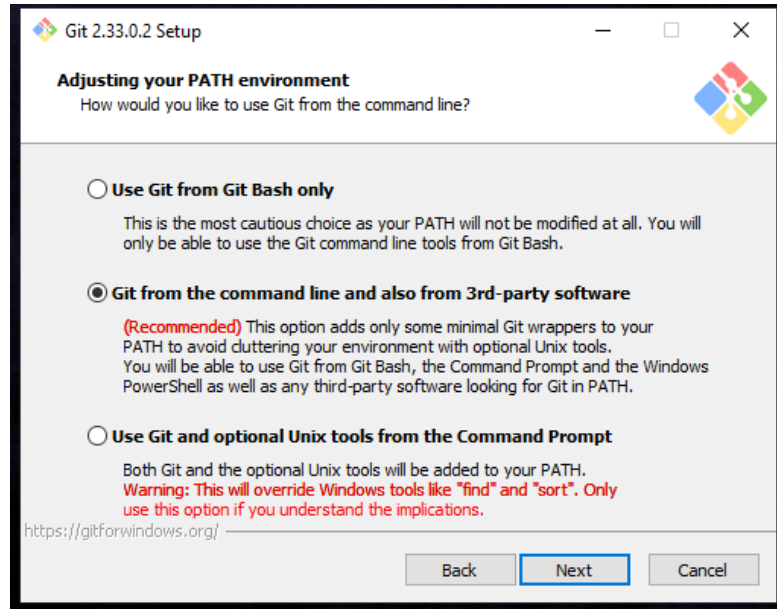 Git 2.33.0.2 Setup
Adjusting your PATH environment
How would you like to use Git from the command line?
Use Git from Git Bash only
This is the most cautious choice as your PATH will not be modified at all. You will
only be able to use the Git command line tools from Git Bash.
Git from the command line and also from 3rd-party software
(Recommended) This option adds only some minimal Git wrappers to your
PATH to avoid cluttering your environment with optional Unix tools.
You will be able to use Git from Git Bash, the Command Prompt and the Windows
PowerShell as well as any third-party software looking for Git in PATH.
Use Git and optional Unix tools from the Command Prompt
Both Git and the optional Unix tools will be added to your PATH.
Warning: This will override Windows tools like "find" and "sort". Only
use this option if you understand the implications.
https://gitforwindows.org/
Back Next Cancel